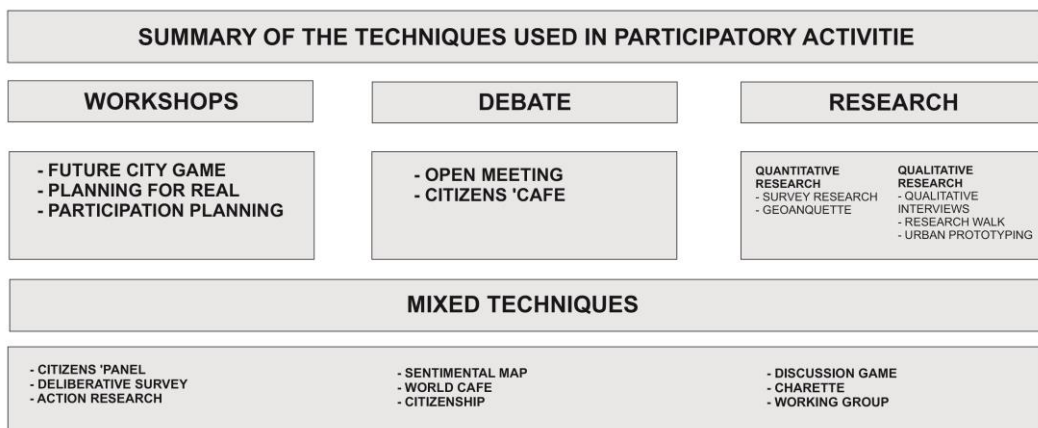 SUMMARY OF THE TECHNIQUES USED IN PARTICIPATORY ACTIVITIE
WORKSHOPS
- FUTURE CITY GAME
- PLANNING FOR REAL
- PARTICIPATION PLANNING
DEBATE
- OPEN MEETING
- CITIZENS 'CAFE
RESEARCH
QUANTITATIVE
RESEARCH
- SURVEY RESEARCH
- GEOANQUETTE
QUALITATIVE
RESEARCH
- QUALITATIVE
INTERVIEWS
- RESEARCH WALK
- URBAN PROTOTYPING
MIXED TECHNIQUES
- CITIZENS 'PANEL
- DELIBERATIVE SURVEY
- ACTION RESEARCH
- SENTIMENTAL MAP
- WORLD CAFE
- CITIZENSHIP
- DISCUSSION GAME
- CHARETTE
- WORKING GROUP